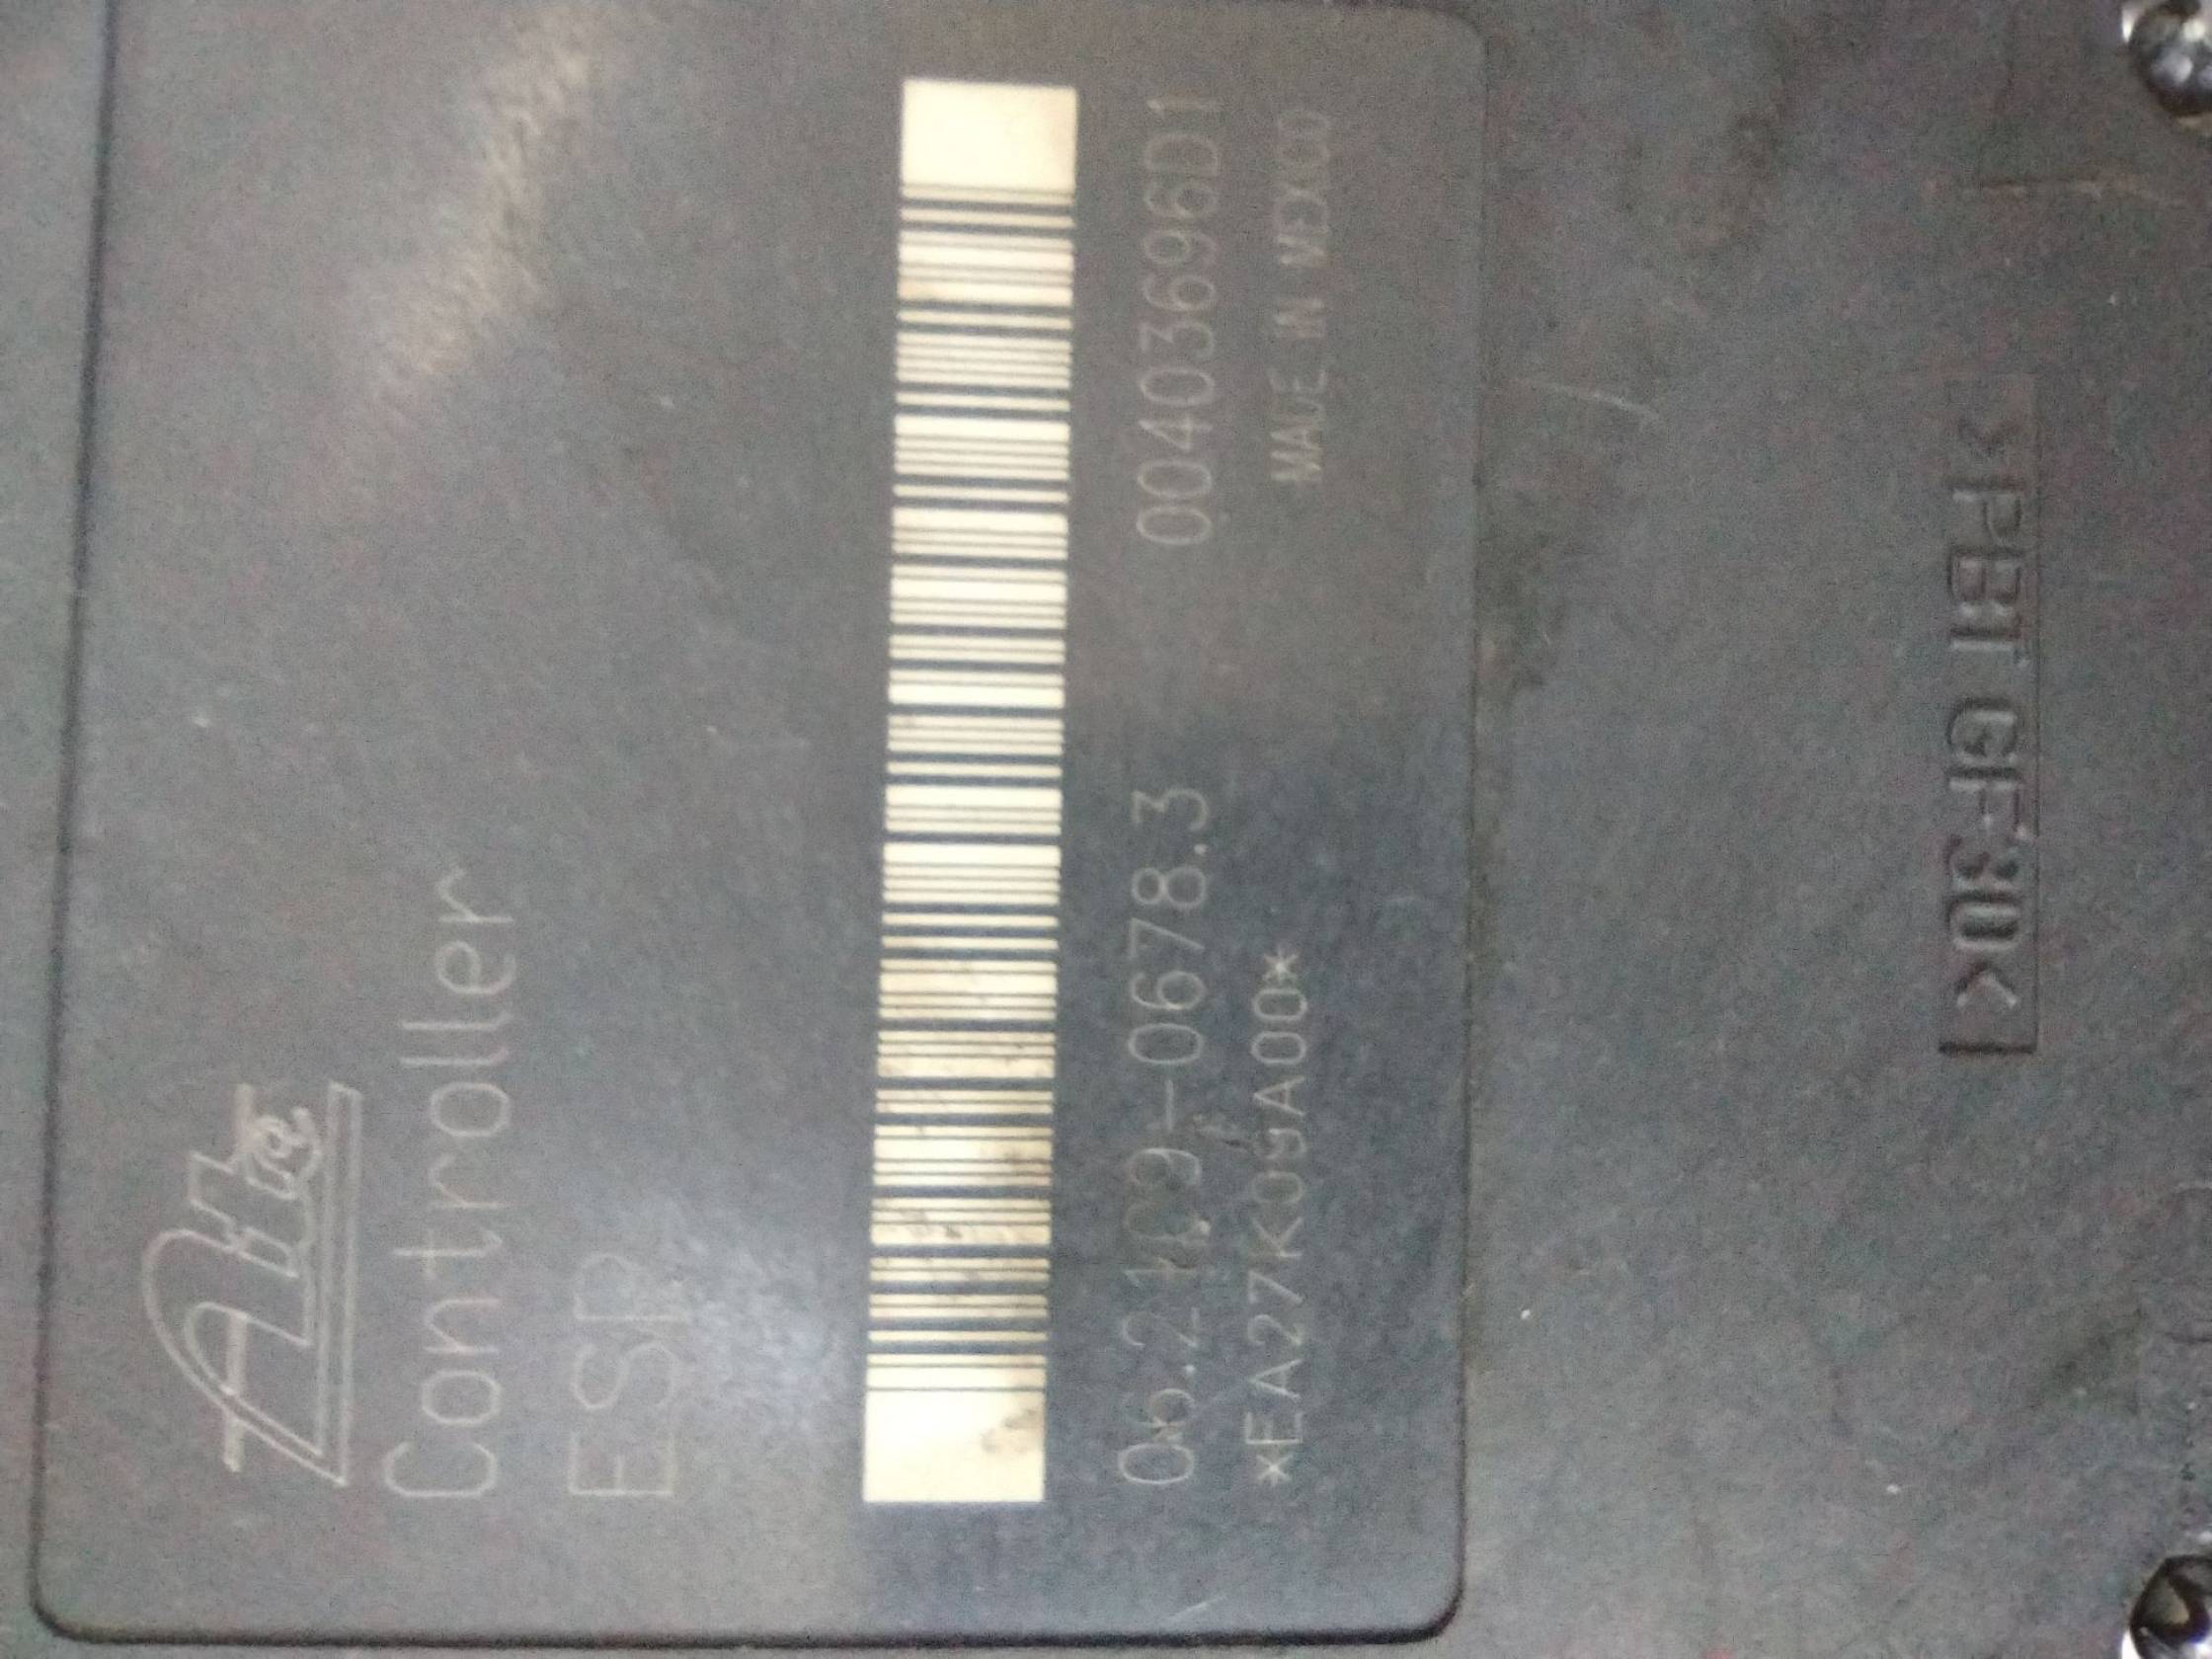 Ate
Controller
ESP
06.2109-0678.3 00403696D1
*EA27K09A00* MADE IN MEXICO
>PBT GF30<